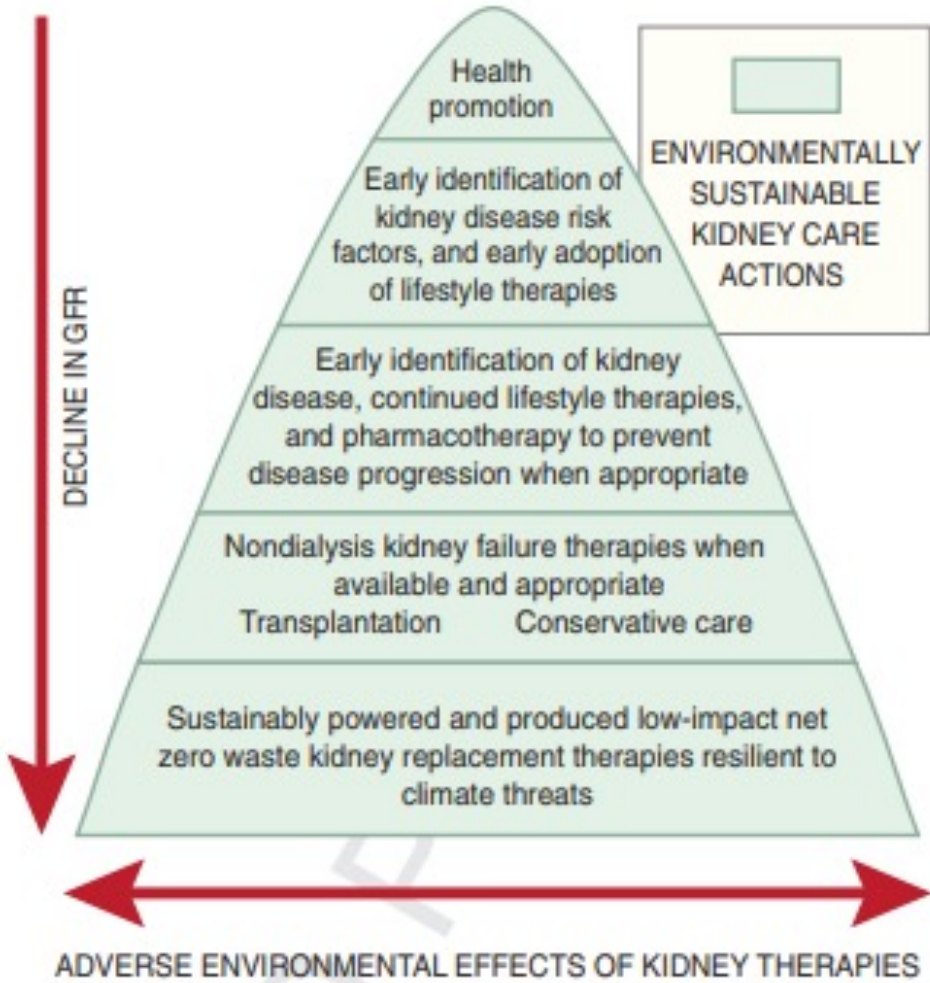 Health
promotion
Early identification of
kidney disease risk
factors, and early adoption
of lifestyle therapies
Early identification of kidney
disease, continued lifestyle therapies,
and pharmacotherapy to prevent
disease progression when appropriate
Nondialysis kidney failure therapies when
available and appropriate
Transplantation Conservative care
Sustainably powered and produced low-impact net
zero waste kidney replacement therapies resilient to
climate threats
ENVIRONMENTALLY
SUSTAINABLE
KIDNEY CARE
ACTIONS
DECLINE IN GFR
ADVERSE ENVIRONMENTAL EFFECTS OF KIDNEY THERAPIES